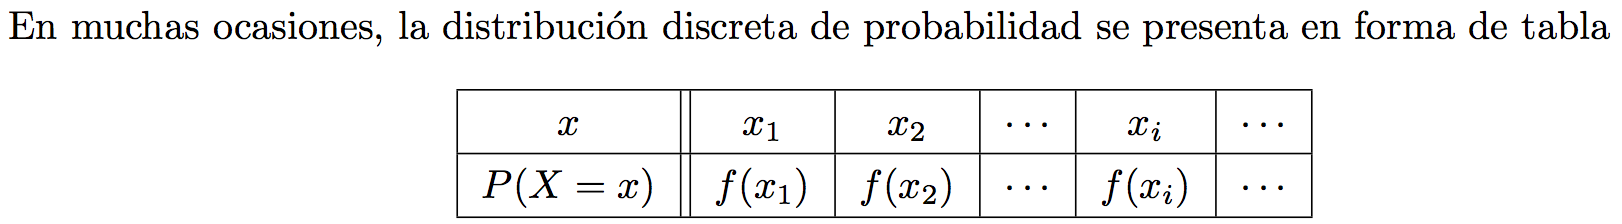 En muchas ocasiones, la distribución discreta de probabilidad se presenta en forma de tabla
x x₁ x₂ ··· xᵢ ···
P(X = x) f(x₁) f(x₂) ··· f(xᵢ) ···